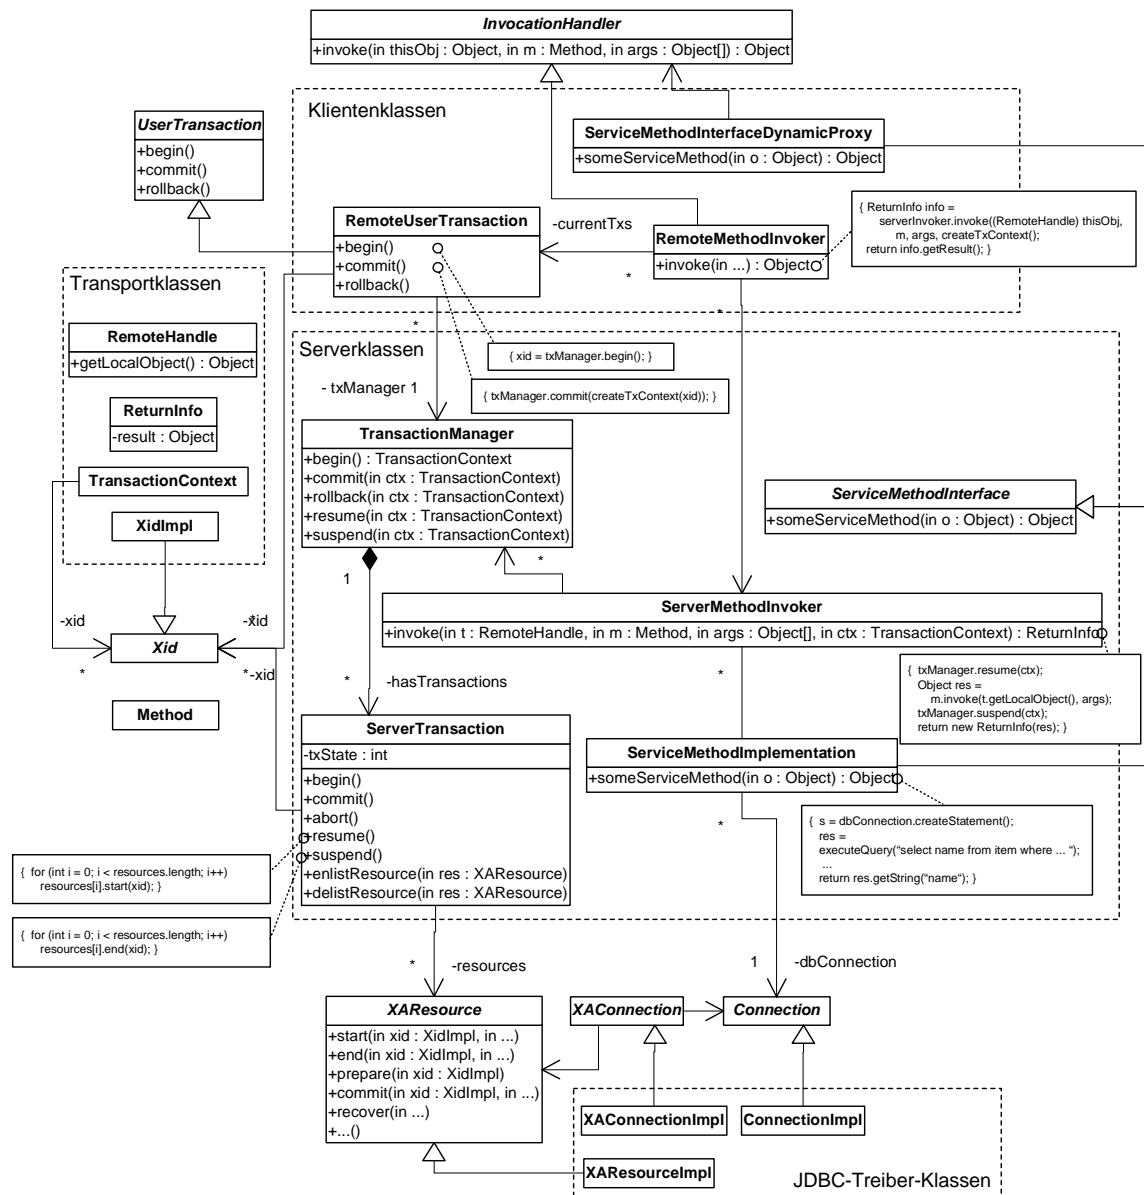 InvocationHandler
+invoke(in thisObj : Object, in m : Method, in args : Object[]) : Object
Klientenklassen
UserTransaction
+begin()
+commit()
+rollback()
ServiceMethodInterfaceDynamicProxy
+someServiceMethod(in o : Object) : Object
RemoteUserTransaction
+begin()
+commit()
+rollback()
-currentTxs
*
RemoteMethodInvoker
+invoke(in ...) : Object
{ ReturnInfo info =
serverInvoker.invoke((RemoteHandle) thisObj,
m, args, createTxContext();
return info.getResult(); }
Transportklassen
RemoteHandle
+getLocalObject() : Object
ReturnInfo
-result : Object
TransactionContext
XidImpl
Serverklassen
*
*
{ xid = txManager.begin(); }
{ txManager.commit(createTxContext(xid)); }
- txManager 1
TransactionManager
+begin() : TransactionContext
+commit(in ctx : TransactionContext)
+rollback(in ctx : TransactionContext)
+resume(in ctx : TransactionContext)
+suspend(in ctx : TransactionContext)
ServiceMethodInterface
+someServiceMethod(in o : Object) : Object
1
*
ServerMethodInvoker
+invoke(in t : RemoteHandle, in m : Method, in args : Object[], in ctx : TransactionContext) : ReturnInfo
-xid
*
-xid
*
Xid
*
-xid
Method
*
-hasTransactions
*
{ txManager.resume(ctx);
Object res =
m.invoke(t.getLocalObject(), args);
txManager.suspend(ctx);
return new ReturnInfo(res); }
ServerTransaction
-txState : int
+begin()
+commit()
+abort()
+resume()
+suspend()
+enlistResource(in res : XAResource)
+delistResource(in res : XAResource)
ServiceMethodImplementation
+someServiceMethod(in o : Object) : Object
*
{ s = dbConnection.createStatement();
res =
executeQuery(“select name from item where ... “);
...
return res.getString(“name“); }
{ for (int i = 0; i < resources.length; i++)
resources[i].start(xid); }
{ for (int i = 0; i < resources.length; i++)
resources[i].end(xid); }
*
-resources
1
-dbConnection
XAResource
+start(in xid : XidImpl, in ...)
+end(in xid : XidImpl, in ...)
+prepare(in xid : XidImpl)
+commit(in xid : XidImpl, in ...)
+recover(in ...)
+...()
XAConnection
Connection
XAConnectionImpl
ConnectionImpl
XAResourceImpl
JDBC-Treiber-Klassen